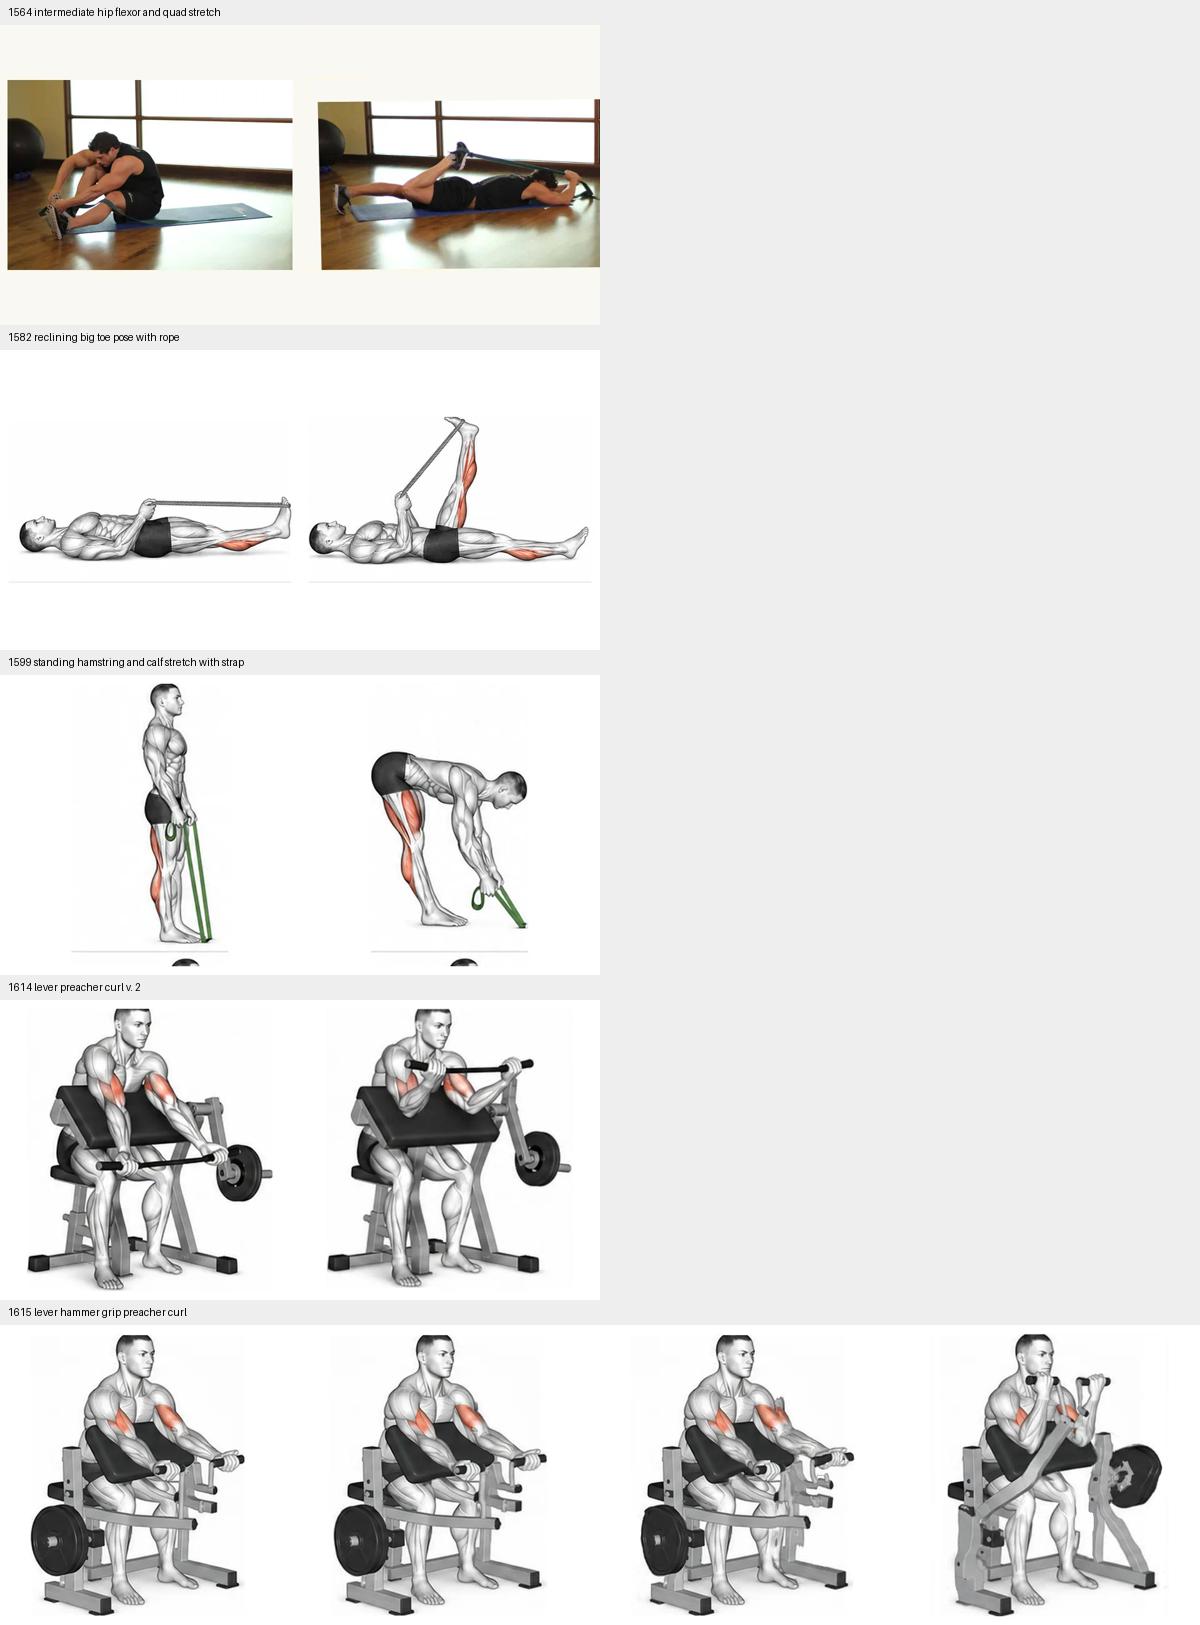 1564 intermediate hip flexor and quad stretch
1582 reclining big toe pose with rope
1599 standing hamstring and calf stretch with strap
1614 lever preacher curl v. 2
1615 lever hammer grip preacher curl